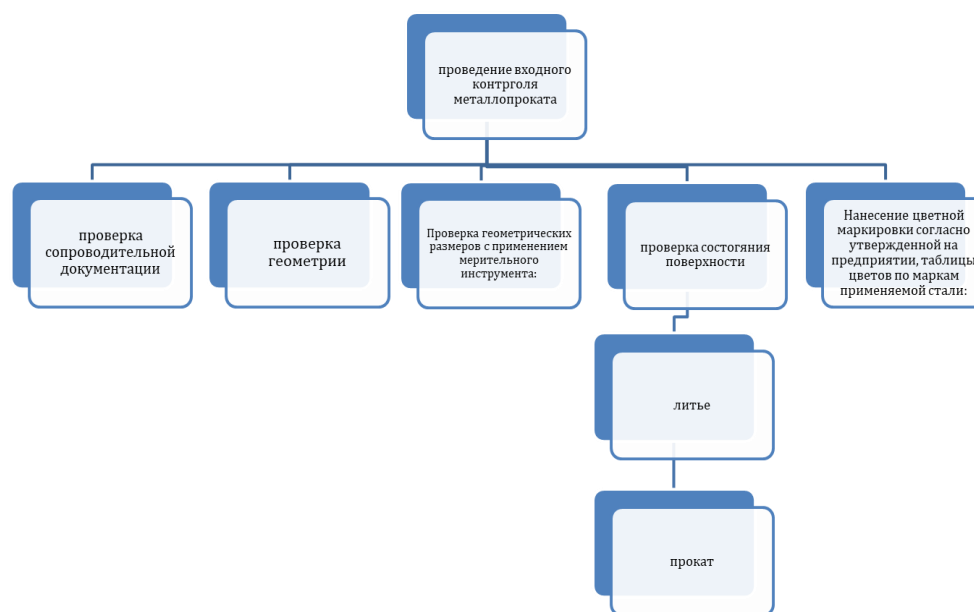 проведение входного
контрголя
металлопроката
проверка
сопроводительной
документации
проверка
геометрии
Проверка геометрических
размеров с применением
мерительного
инструмента:
проверка состогяния
поверхности
Нанесение цветной
маркировки согласно
утвержденной на
предприятии, таблицы
цветов по маркам
применяемой стали:
литье
прокат